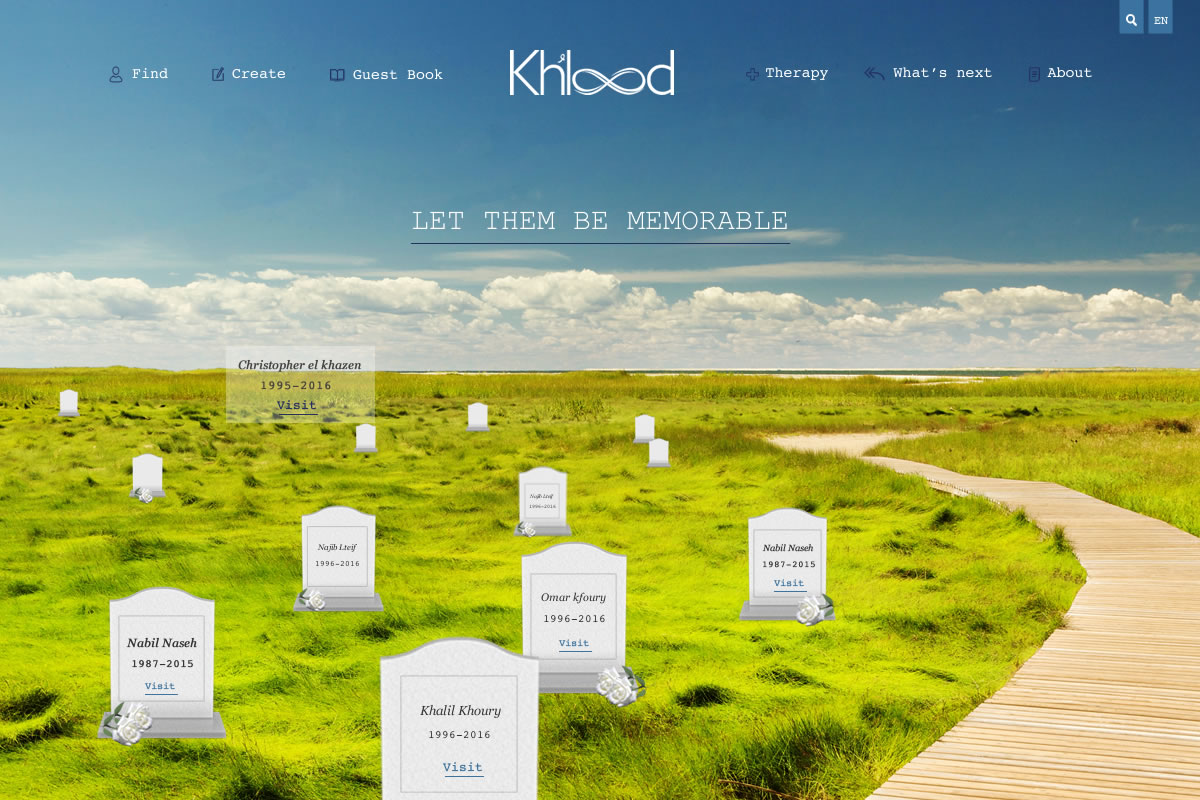 EN
Find
Create
Guest Book
Kh'lood
Therapy
What's next
About
LET THEM BE MEMORABLE
Christopher el khazen
1995-2016
Visit
Najib Lteif
1996-2016
Najib Lteif
1996-2016
Nabil Naseh
1987-2015
Visit
Omar kfoury
1996-2016
Visit
Nabil Naseh
1987-2015
Visit
Khalil Khoury
1996-2016
Visit